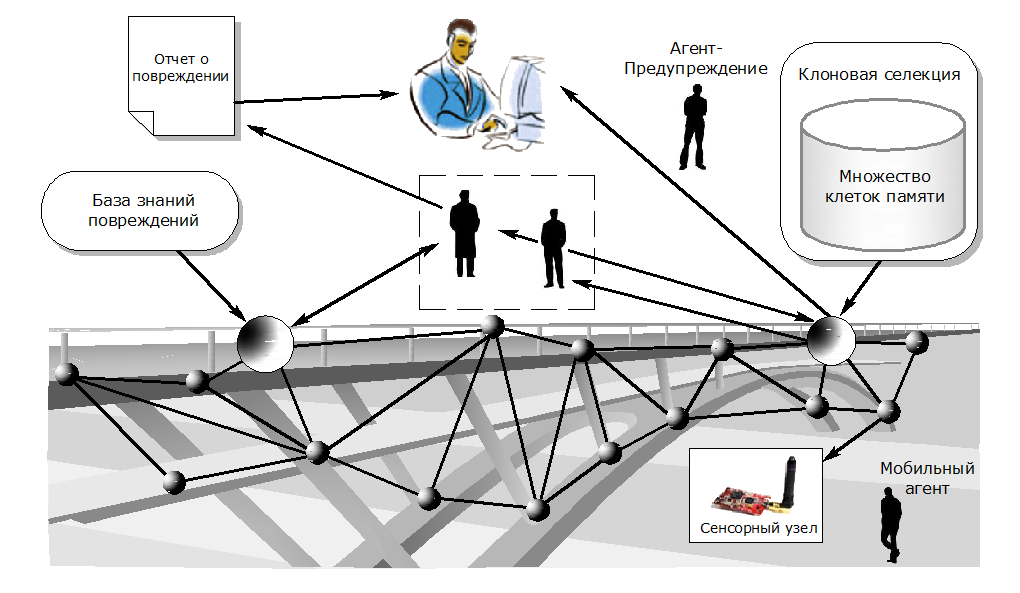 Отчет о
повреждении
Агент-
Предупреждение
Клоновая селекция
Множество
клеток памяти
База знаний
повреждений
Сенсорный узел
Мобильный
агент